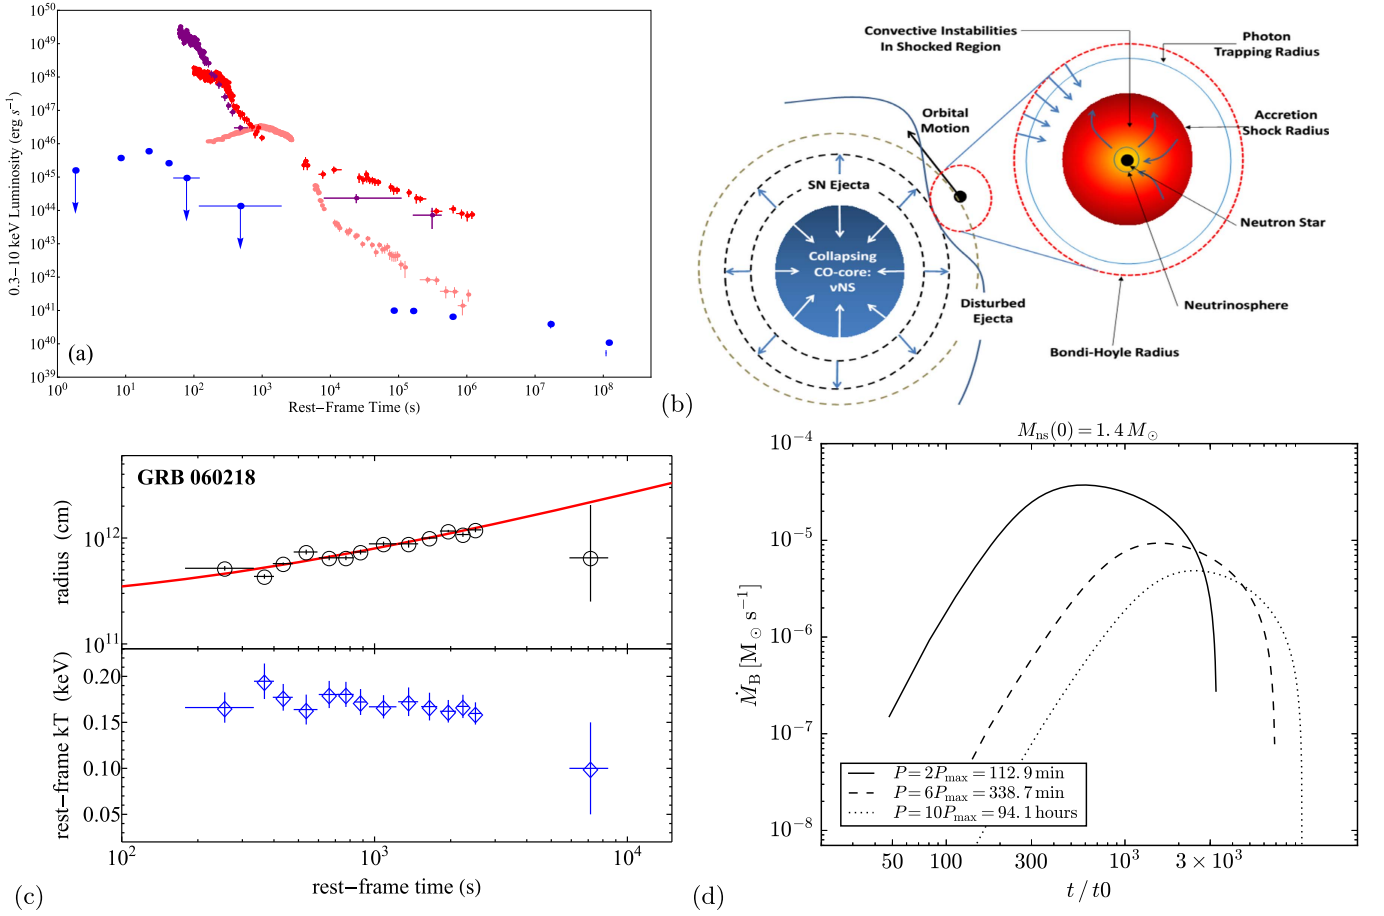 10^50
10^49
10^48
10^47
10^46
10^45
10^44
10^43
10^42
10^41
10^40
10^39
0.3−10 keV Luminosity (erg s^−1)
(a)
10^0 10^1 10^2 10^3 10^4 10^5 10^6 10^7 10^8
Rest−Frame Time (s)
(b)
Convective Instabilities
In Shocked Region
Photon
Trapping Radius
Orbital
Motion
Accretion
Shock Radius
SN Ejecta
Neutron Star
Collapsing
CO-core:
νNS
Disturbed
Ejecta
Neutrinosphere
Bondi-Hoyle Radius
GRB 060218
radius (cm)
10^12
10^11
rest−frame kT (keV)
0.20
0.15
0.10
0.05
10^2 10^3 10^4
rest−frame time (s)
(c)
M_ns(0) = 1.4 M_⊙
10^−4
10^−5
10^−6
10^−7
10^−8
Ṁ_B [M_⊙ s^−1]
P = 2P_max = 112.9 min
P = 6P_max = 338.7 min
P = 10P_max = 94.1 hours
50 100 300 10^3 3 × 10^3
t / t0
(d)